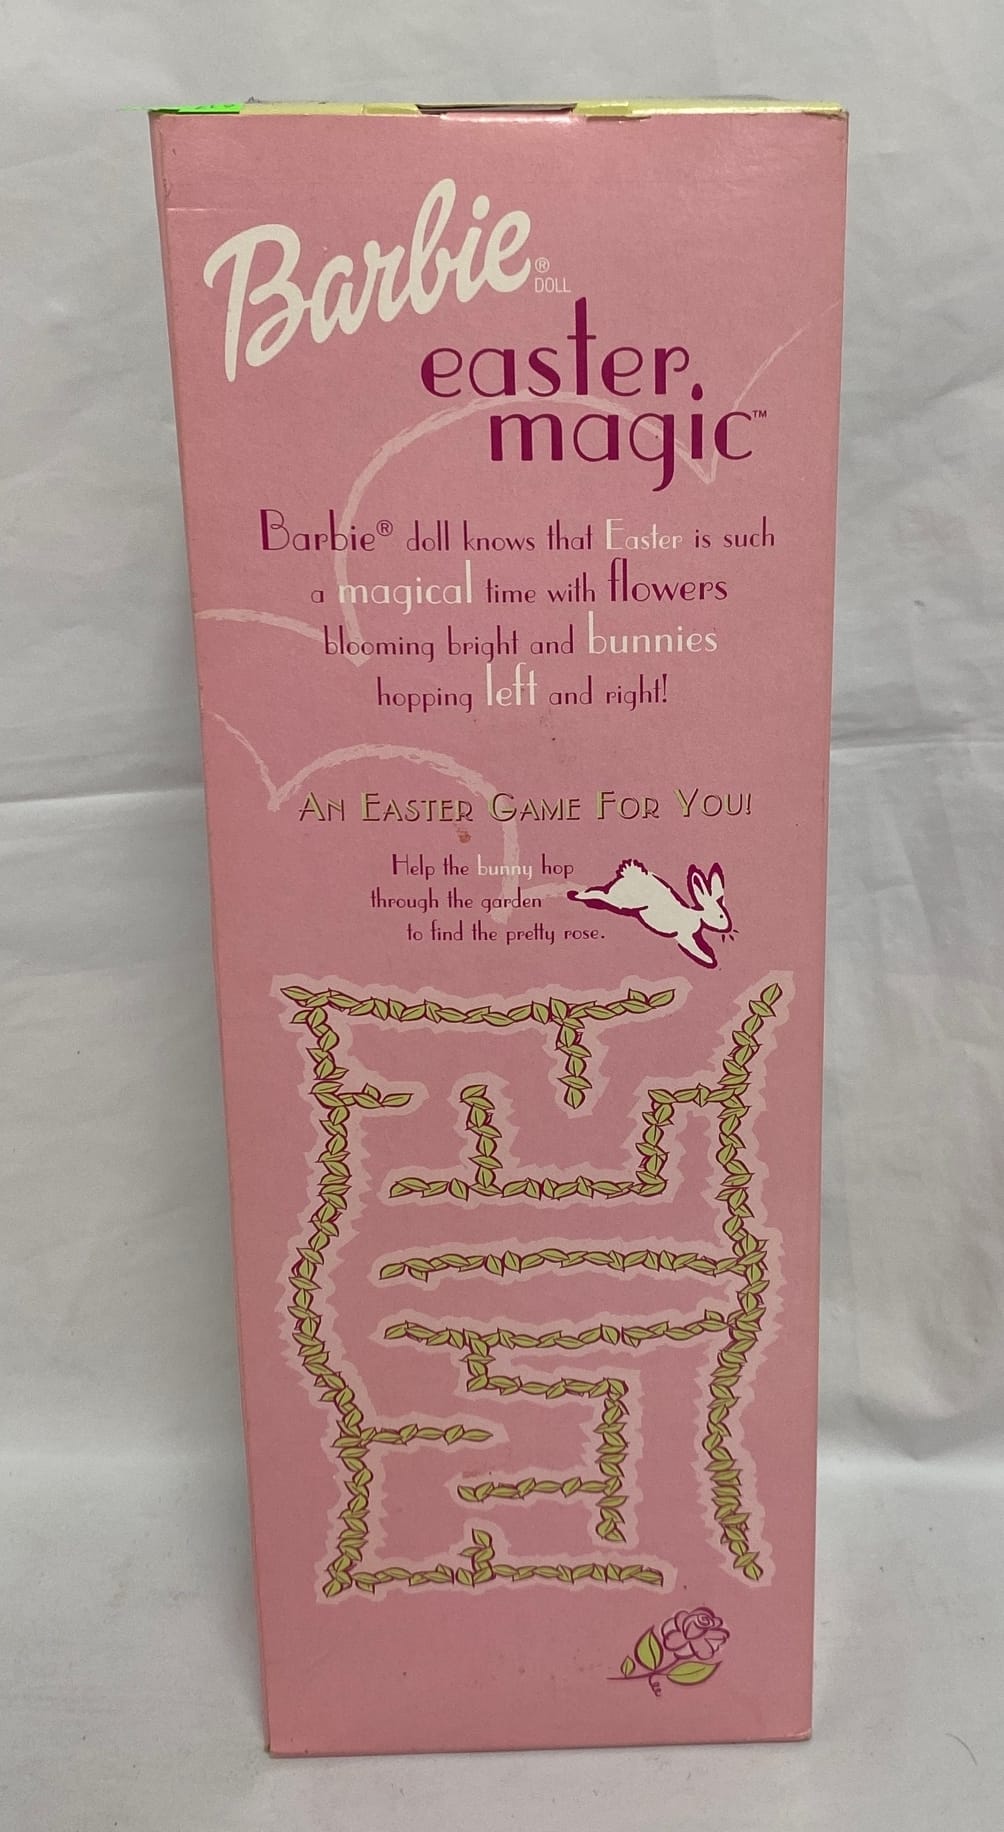 Barbie®
DOLL
easter
magic™
Barbie® doll knows that Easter is such
a magical time with flowers
blooming bright and bunnies
hopping left and right!
AN EASTER GAME FOR YOU!
Help the bunny hop
through the garden
to find the pretty rose.